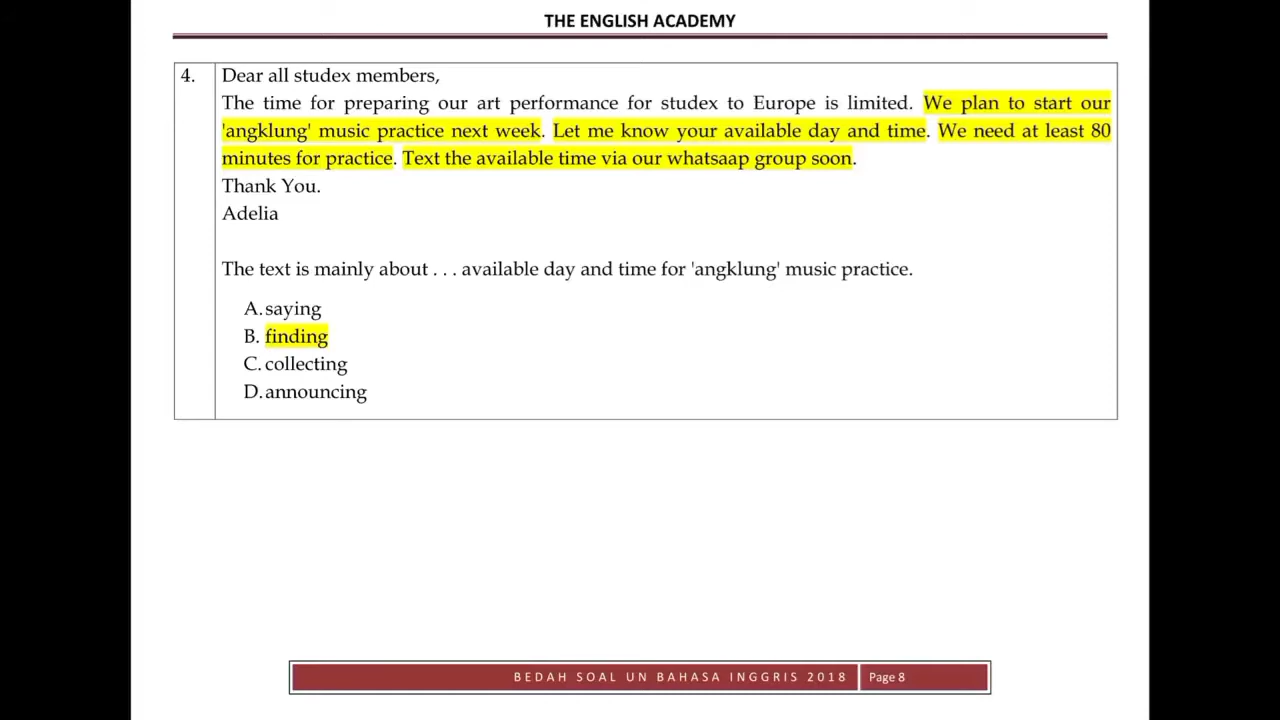 THE ENGLISH ACADEMY
4. Dear all studex members,
The time for preparing our art performance for studex to Europe is limited. We plan to start our
'angklung' music practice next week. Let me know your available day and time. We need at least 80
minutes for practice. Text the available time via our whatsaap group soon.
Thank You.
Adelia
The text is mainly about . . . available day and time for 'angklung' music practice.
A. saying
B. finding
C. collecting
D. announcing
BEDAH SOAL UN BAHASA INGGRIS 2018 Page 8